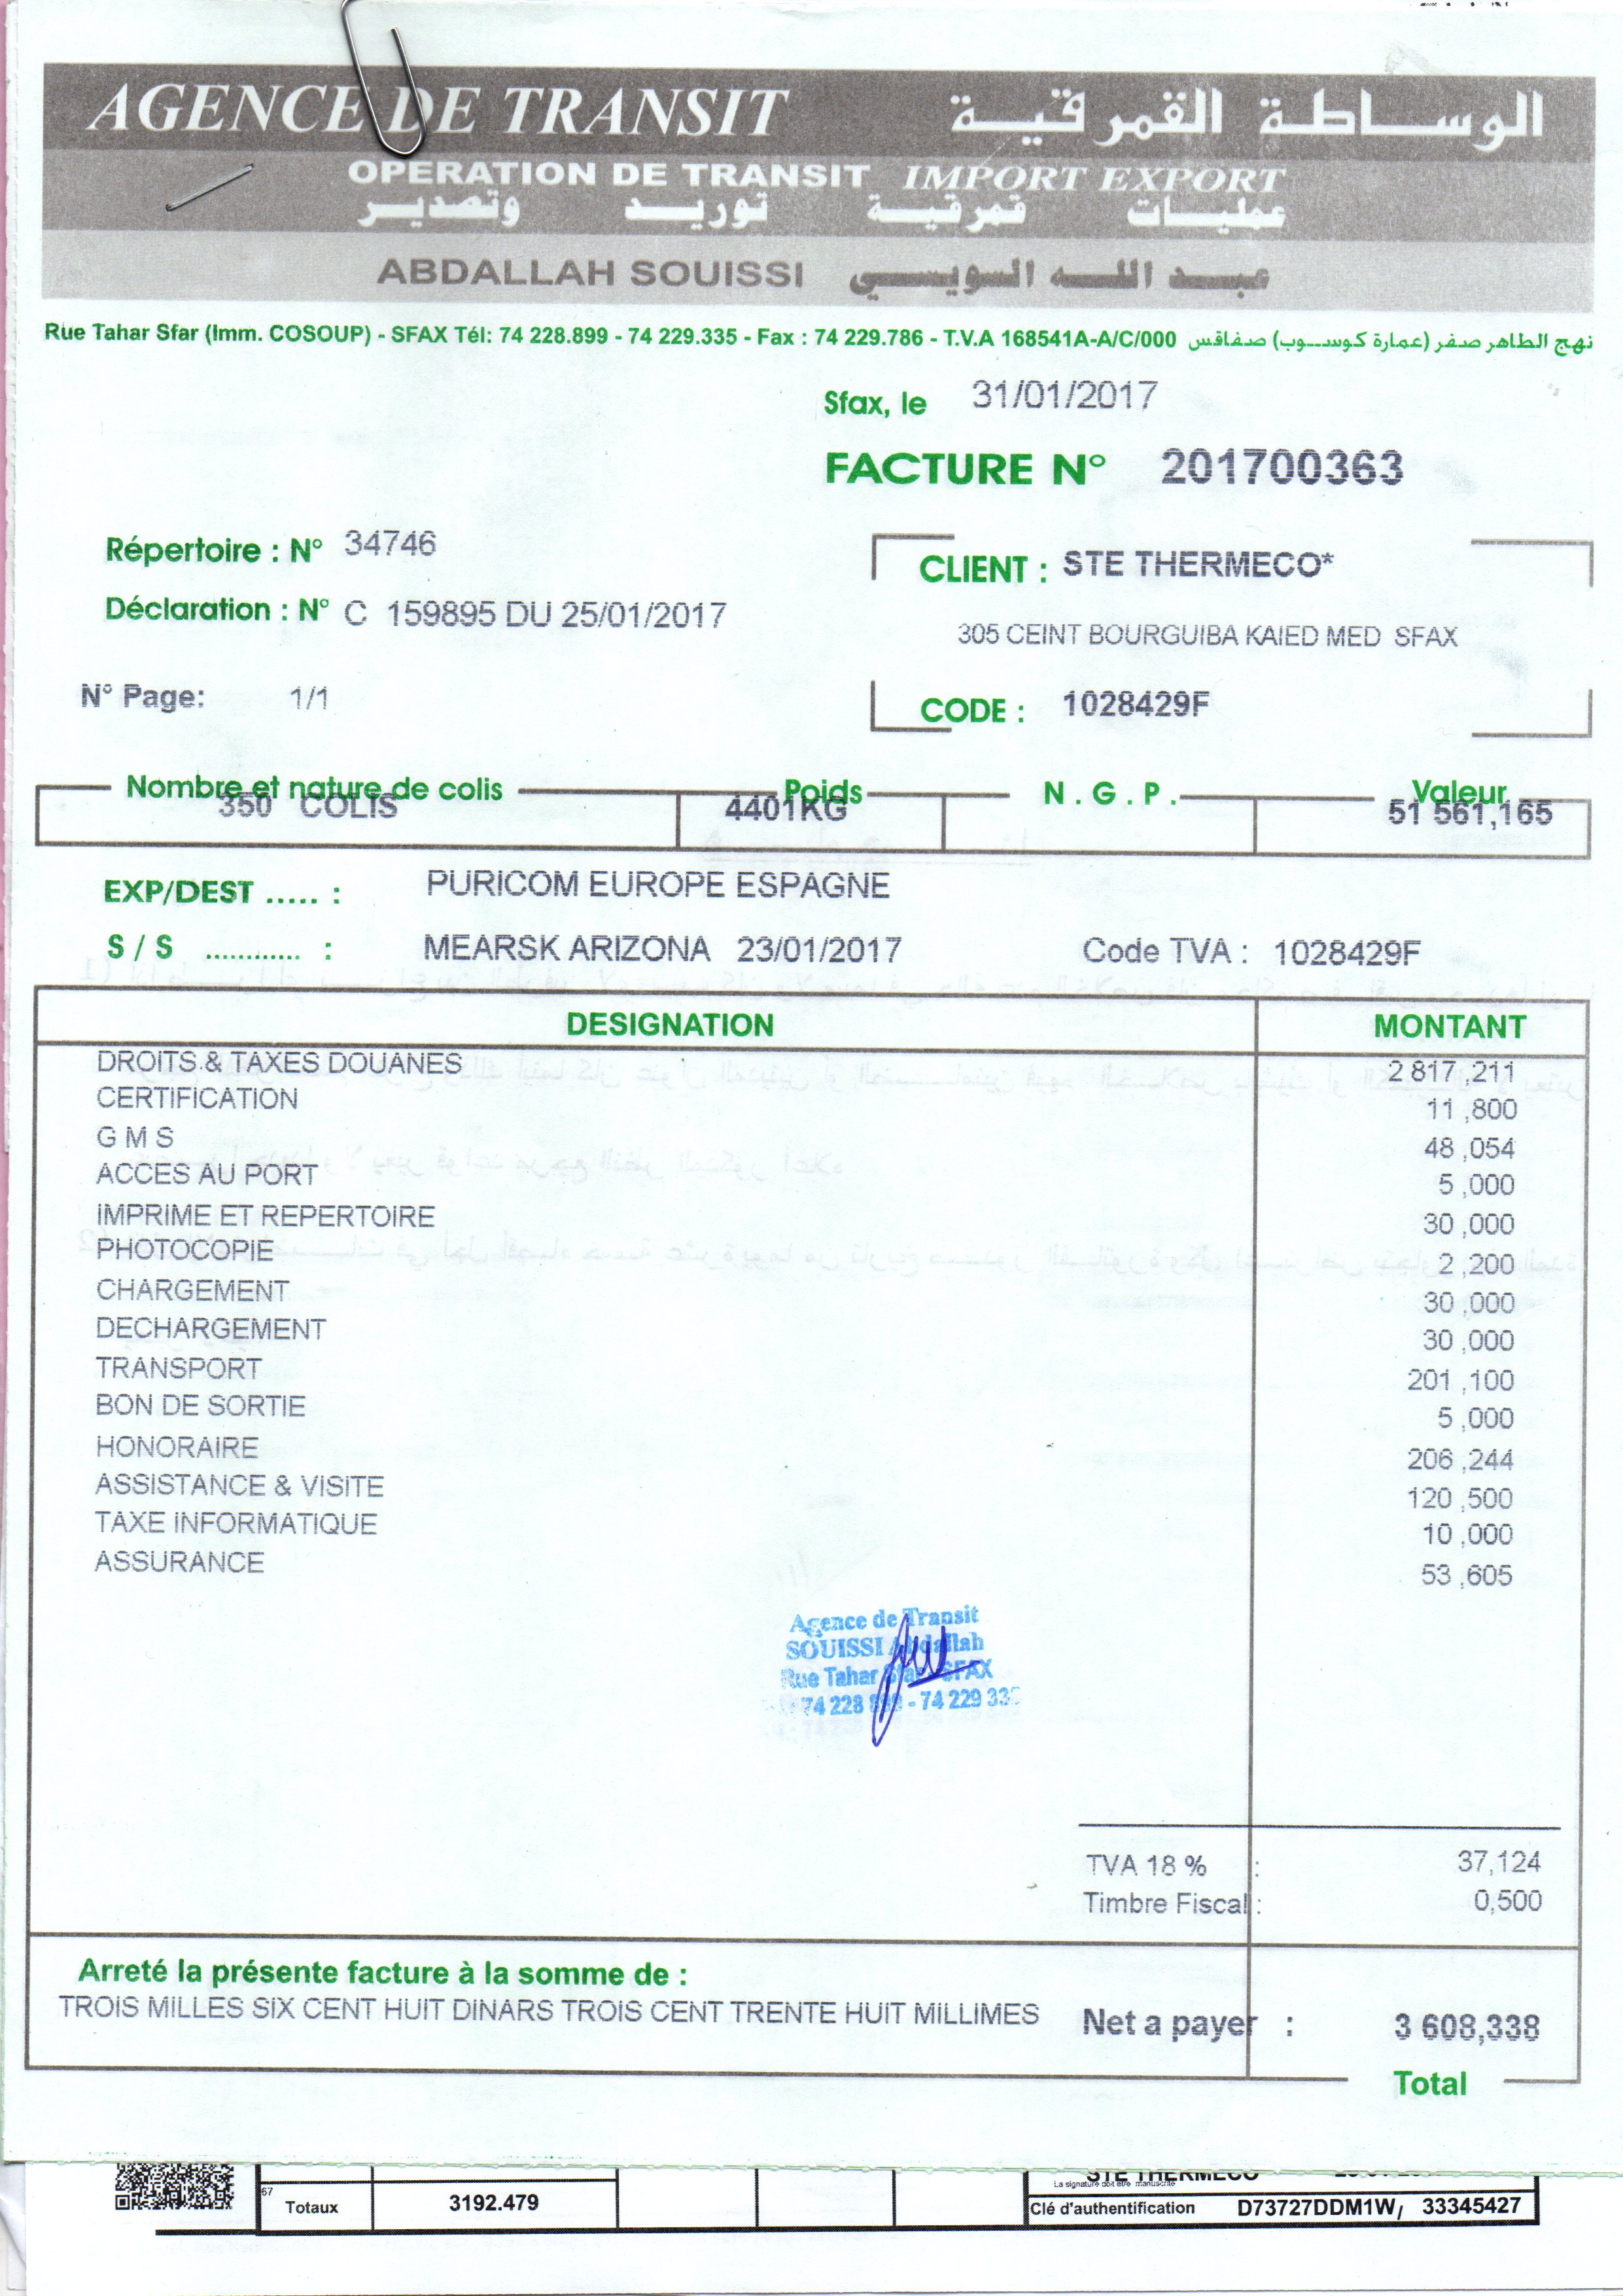 AGENCE DE TRANSIT الوساطة القمرقية
OPERATION DE TRANSIT IMPORT EXPORT
عمليات قمرقية توريد وتصدير
ABDALLAH SOUISSI عبد الله السويسي
Rue Tahar Sfar (Imm. COSOUP) - SFAX Tél: 74 228.899 - 74 229.335 - Fax : 74 229.786 - T.V.A 168541A-A/C/000 نهج الطاهر صفر (عمارة كوسوب) صفاقس
Sfax, le 31/01/2017
FACTURE N° 201700363
Répertoire : N° 34746
Déclaration : N° C 159895 DU 25/01/2017
N° Page: 1/1
CLIENT : STE THERMECO*
305 CEINT BOURGUIBA KAIED MED SFAX
CODE : 1028429F
Nombre et nature de colis Poids N . G . P . Valeur
350 COLIS 4401KG 51 561,165
EXP/DEST ..... : PURICOM EUROPE ESPAGNE
S / S ............ : MEARSK ARIZONA 23/01/2017 Code TVA : 1028429F
DESIGNATION MONTANT
DROITS & TAXES DOUANES 2 817 ,211
CERTIFICATION 11 ,800
G M S 48 ,054
ACCES AU PORT 5 ,000
IMPRIME ET REPERTOIRE 30 ,000
PHOTOCOPIE 2 ,200
CHARGEMENT 30 ,000
DECHARGEMENT 30 ,000
TRANSPORT 201 ,100
BON DE SORTIE 5 ,000
HONORAIRE 206 ,244
ASSISTANCE & VISITE 120 ,500
TAXE INFORMATIQUE 10 ,000
ASSURANCE 53 ,605
Agence de Transit
SOUISSI Abdallah
Rue Tahar Sfar - SFAX
74 228 899 - 74 229 335
TVA 18 % : 37,124
Timbre Fiscal : 0,500
Arreté la présente facture à la somme de :
TROIS MILLES SIX CENT HUIT DINARS TROIS CENT TRENTE HUIT MILLIMES
Net a payer : 3 608,338
Total
STE THERMECO
La signature doit être manuscrite
67
Totaux 3192.479
Clé d'authentification D73727DDM1W/ 33345427